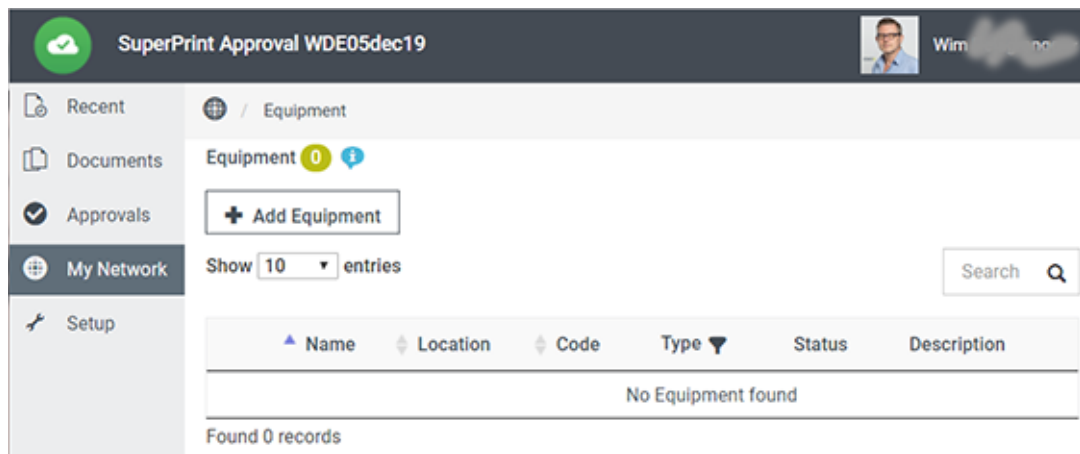 SuperPrint Approval WDE05dec19
Wim
Recent
Documents
Approvals
My Network
Setup
/ Equipment
Equipment 0
Add Equipment
Show 10 entries
Search
Name Location Code Type Status Description
No Equipment found
Found 0 records